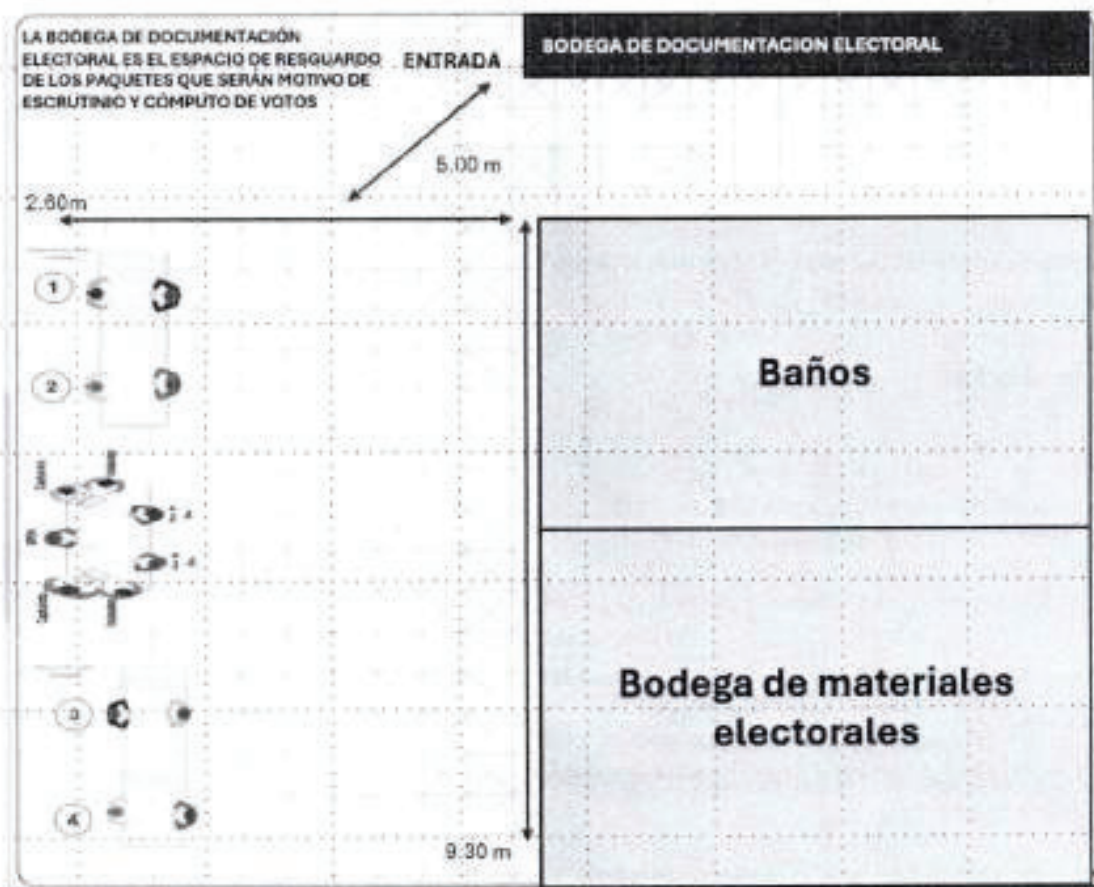 LA BODEGA DE DOCUMENTACIÓN
ELECTORAL ES EL ESPACIO DE RESGUARDO
DE LOS PAQUETES QUE SERÁN MOTIVO DE
ESCRUTINIO Y CÓMPUTO DE VOTOS
ENTRADA
BODEGA DE DOCUMENTACION ELECTORAL
5.00 m
2.60m
1
2
Baños
3
Bodega de materiales
electorales
4
9.30 m